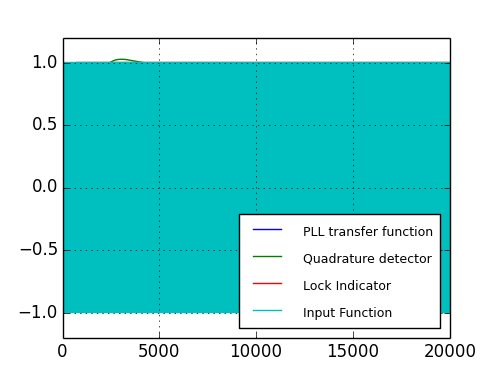 1.0
0.5
0.0
−0.5
−1.0
PLL transfer function
Quadrature detector
Lock Indicator
Input Function
0 5000 10000 15000 20000